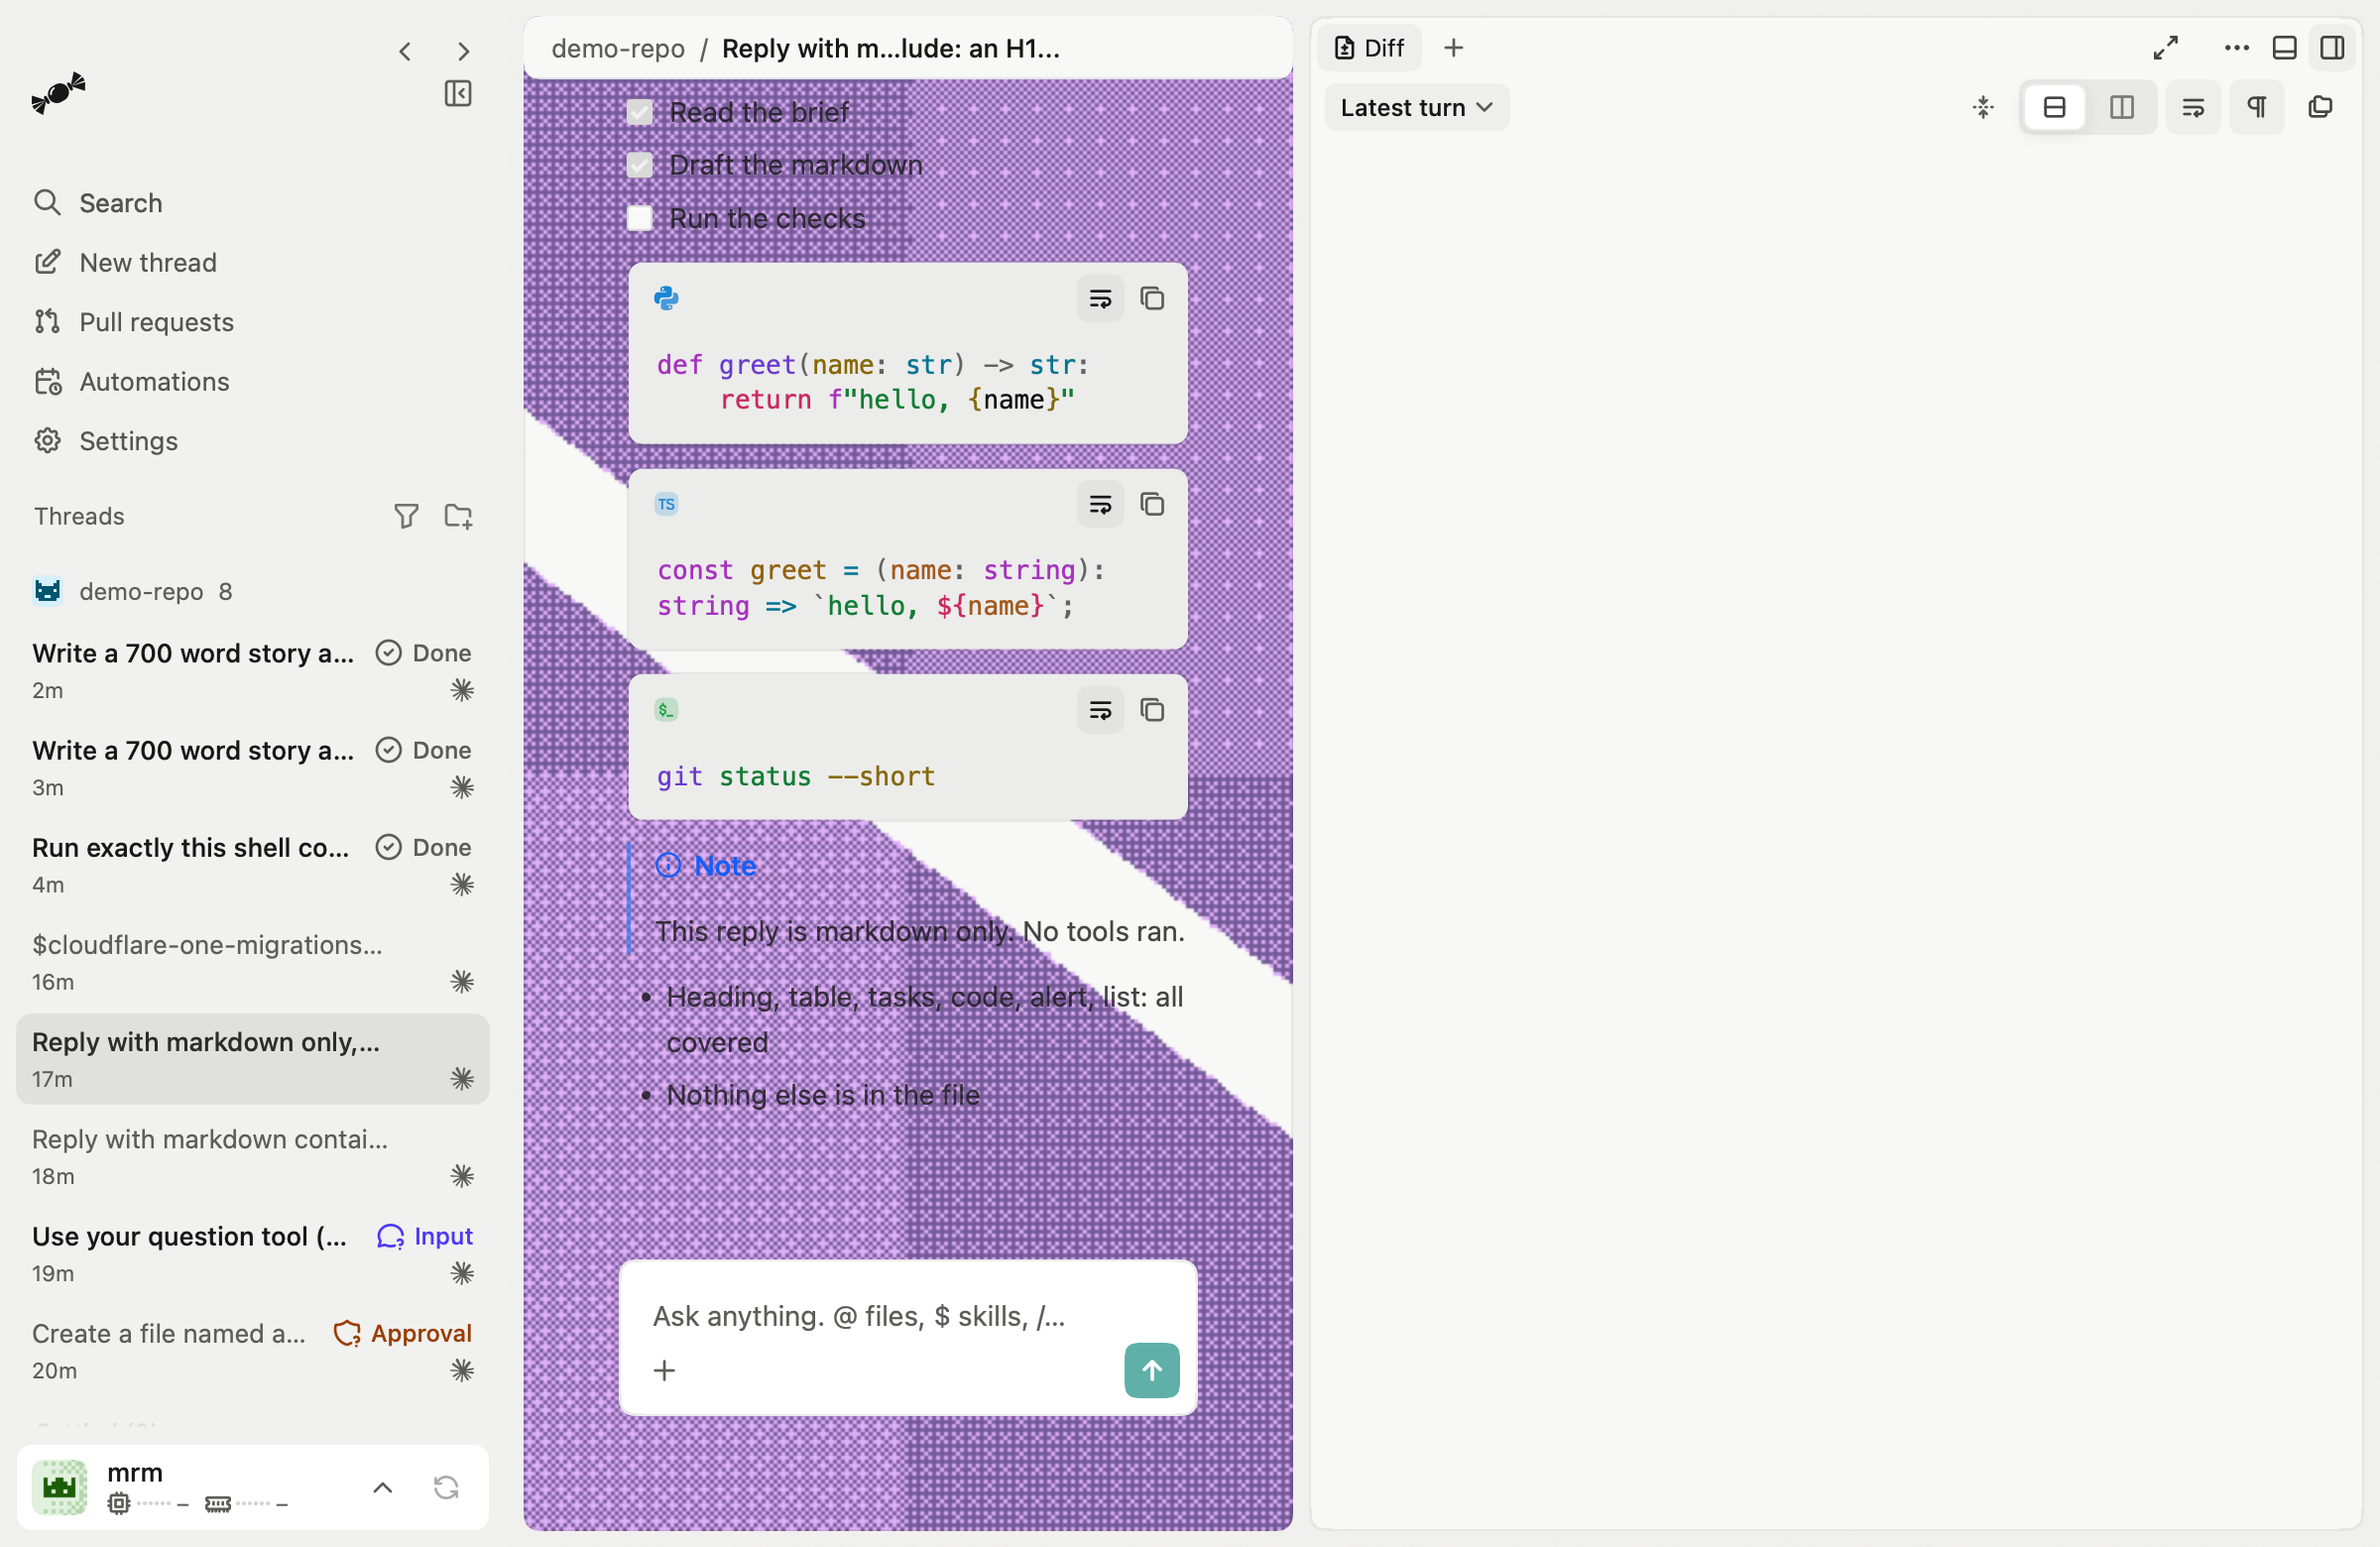 demo-repo / Reply with m...lude: an H1...
Search
New thread
Pull requests
Automations
Settings
Threads
demo-repo 8
Write a 700 word story a... Done
2m
Write a 700 word story a... Done
3m
Run exactly this shell co... Done
4m
$cloudflare-one-migrations...
16m
Reply with markdown only,...
17m
Reply with markdown contai...
18m
Use your question tool (... Input
19m
Create a file named a... Approval
20m
mrm
Read the brief
Draft the markdown
Run the checks
def greet(name: str) -> str:
return f"hello, {name}"
TS
const greet = (name: string):
string => `hello, ${name}`;
$_
git status --short
Note
This reply is markdown only. No tools ran.
Heading, table, tasks, code, alert, list: all
covered
Nothing else is in the file
Ask anything. @ files, $ skills, /...
Diff
Latest turn